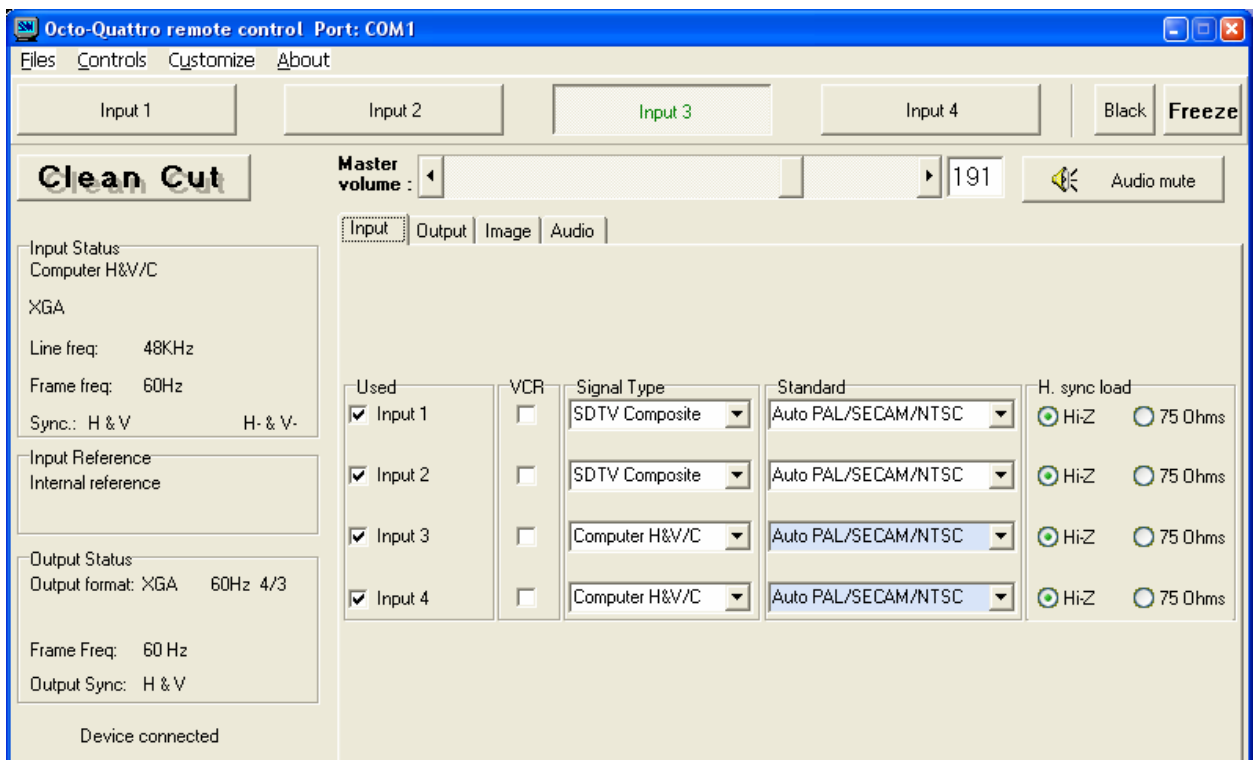 Octo-Quattro remote control Port: COM1
Files Controls Customize About
Input 1 Input 2 Input 3 Input 4 Black Freeze
Clean Cut
Master volume : 191 Audio mute
Input Output Image Audio
Input Status
Computer H&V/C
XGA
Line freq: 48KHz
Frame freq: 60Hz
Sync.: H & V H- & V-
Input Reference
Internal reference
Output Status
Output format: XGA 60Hz 4/3
Frame Freq: 60 Hz
Output Sync: H & V
Device connected
Used VCR Signal Type Standard H. sync load
Input 1 SDTV Composite Auto PAL/SECAM/NTSC Hi-Z 75 Ohms
Input 2 SDTV Composite Auto PAL/SECAM/NTSC Hi-Z 75 Ohms
Input 3 Computer H&V/C Auto PAL/SECAM/NTSC Hi-Z 75 Ohms
Input 4 Computer H&V/C Auto PAL/SECAM/NTSC Hi-Z 75 Ohms